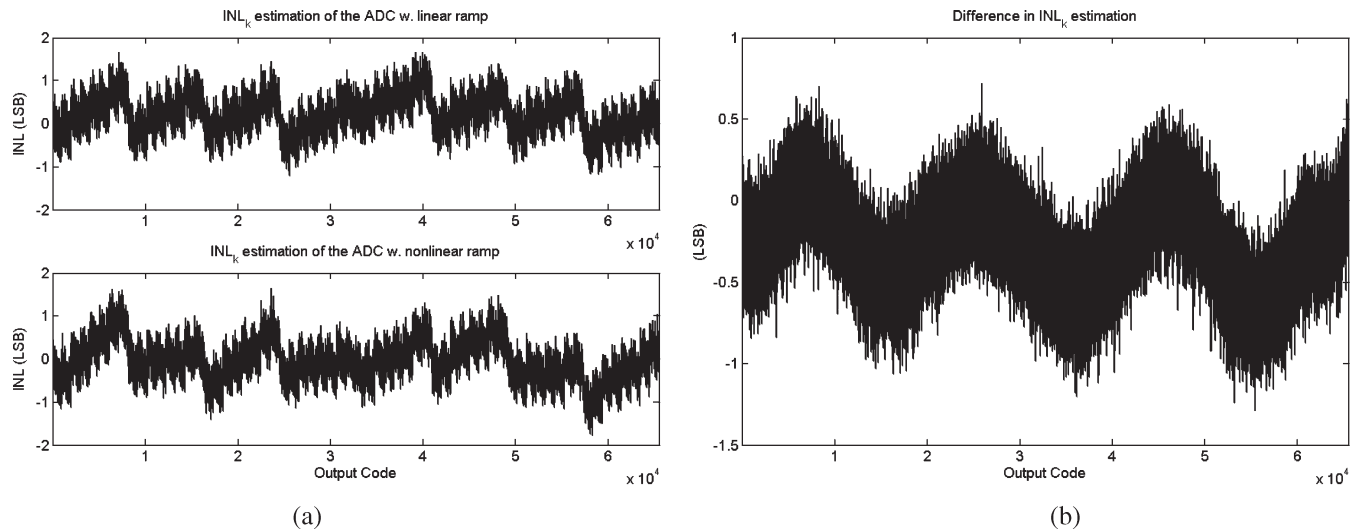 INLk estimation of the ADC w. linear ramp
2
1
0
-1
-2
INL (LSB)
1
2
3
4
5
6
x 10^4
INLk estimation of the ADC w. nonlinear ramp
2
1
0
-1
-2
INL (LSB)
1
2
3
4
5
6
Output Code
x 10^4
(a)
Difference in INLk estimation
1
0.5
0
-0.5
-1
-1.5
(LSB)
1
2
3
4
5
6
Output Code
x 10^4
(b)